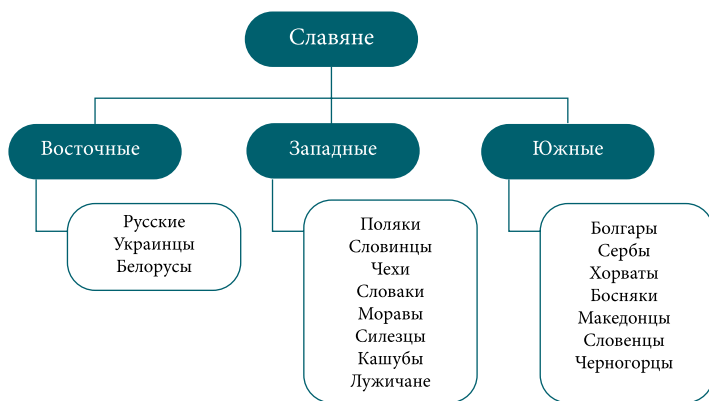 Славяне
Восточные
Западные
Южные
Русские
Украинцы
Белорусы
Поляки
Словинцы
Чехи
Словаки
Моравы
Силезцы
Кашубы
Лужичане
Болгары
Сербы
Хорваты
Босняки
Македонцы
Словенцы
Черногорцы